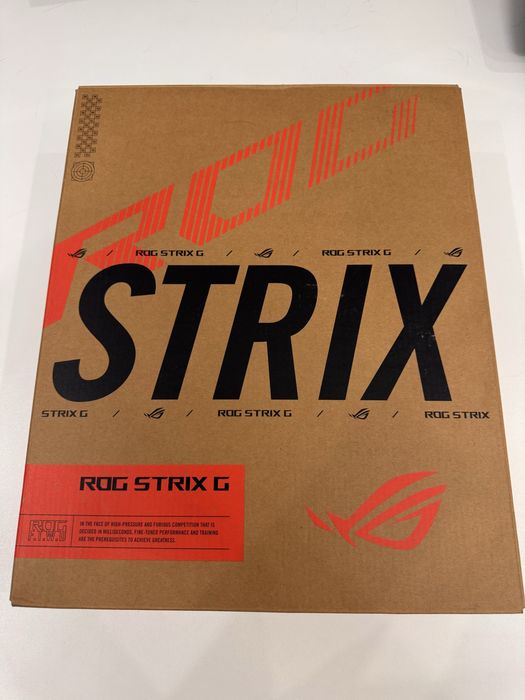 ROG
ROG STRIX G / / ROG STRIX G /
STRIX
STRIX G / / ROG STRIX G / / ROG STRIX
ROG STRIX G
ROG
F.T.W.U
IN THE FACE OF HIGH-PRESSURE AND FURIOUS COMPETITION THAT IS
DECIDED IN MILLISECONDS, FINE-TUNED PERFORMANCE AND TRAINING
ARE THE PREREQUISITES TO ACHIEVE GREATNESS.